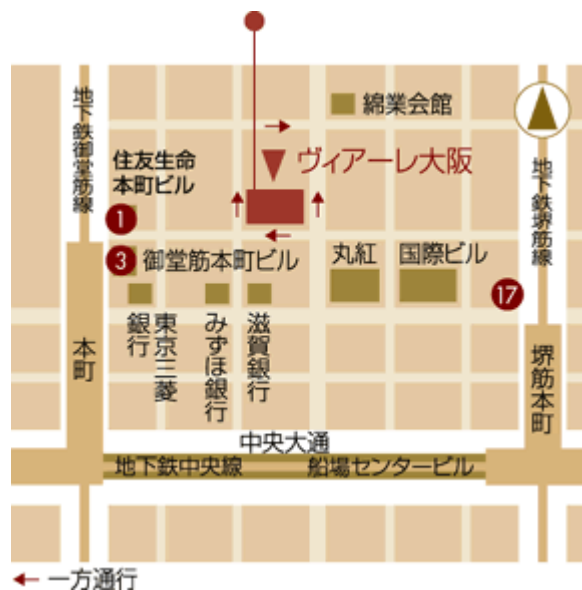 綿業会館
地下鉄御堂筋線
住友生命
本町ビル
ヴィアーレ大阪
地下鉄堺筋線
1
3
御堂筋本町ビル
丸紅
国際ビル
17
本町
東京三菱
銀行
みずほ銀行
滋賀銀行
堺筋本町
中央大通
地下鉄中央線
船場センタービル
← 一方通行